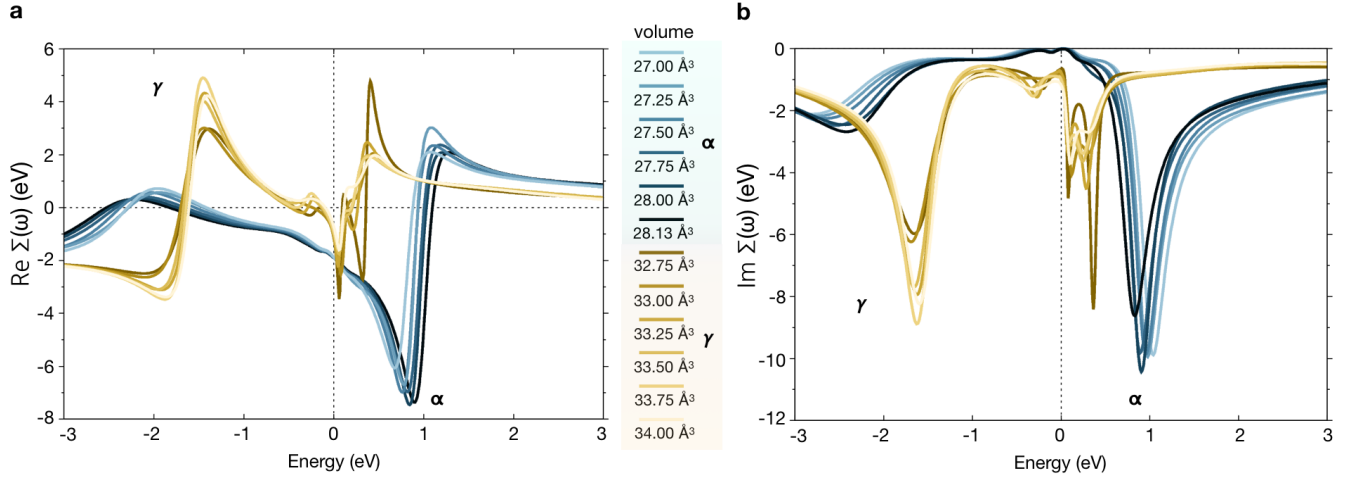 a
6
4
2
0
-2
-4
-6
-8
Re Σ(ω) (eV)
-3
-2
-1
0
1
2
3
Energy (eV)
γ
α
volume
27.00 Å³
27.25 Å³
27.50 Å³
27.75 Å³
28.00 Å³
28.13 Å³
32.75 Å³
33.00 Å³
33.25 Å³
33.50 Å³
33.75 Å³
34.00 Å³
α
γ
b
0
-2
-4
-6
-8
-10
-12
Im Σ(ω) (eV)
-3
-2
-1
0
1
2
3
Energy (eV)
γ
α